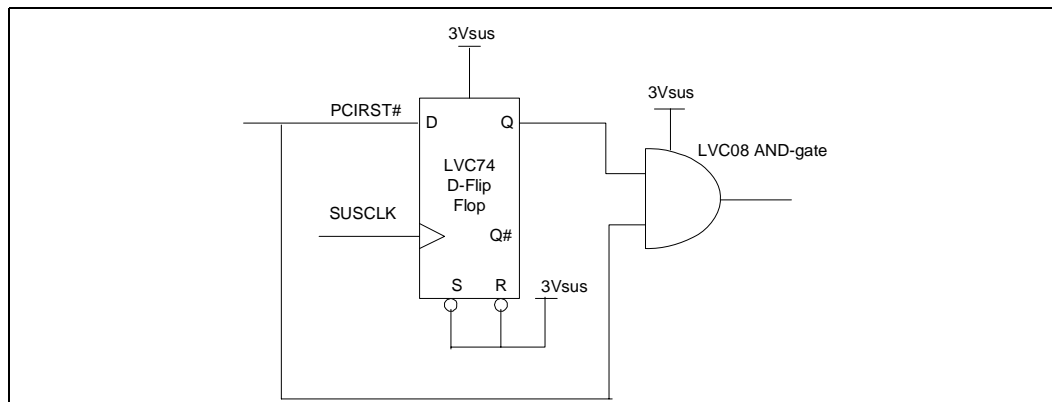 3Vsus
3Vsus
PCIRST#
D
Q
LVC08 AND-gate
LVC74
D-Flip
Flop
SUSCLK
Q#
S
R
3Vsus